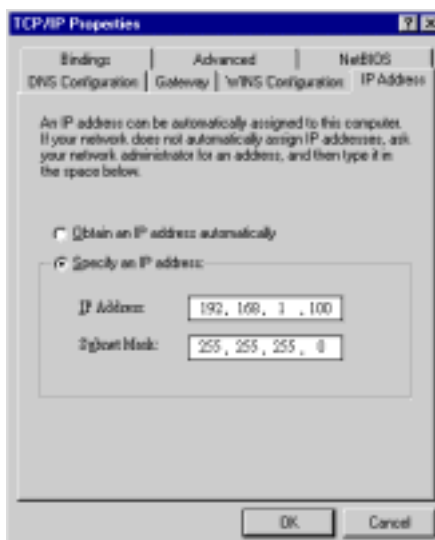 TCP/IP Properties
Bindings Advanced NetBIOS
DNS Configuration Gateway WINS Configuration IP Address
An IP address can be automatically assigned to this computer.
If your network does not automatically assign IP addresses, ask
your network administrator for an address, and then type it in
the space below.
Obtain an IP address automatically
Specify an IP address:
IP Address: 192. 168. 1 .100
Subnet Mask: 255. 255. 255. 0
OK Cancel